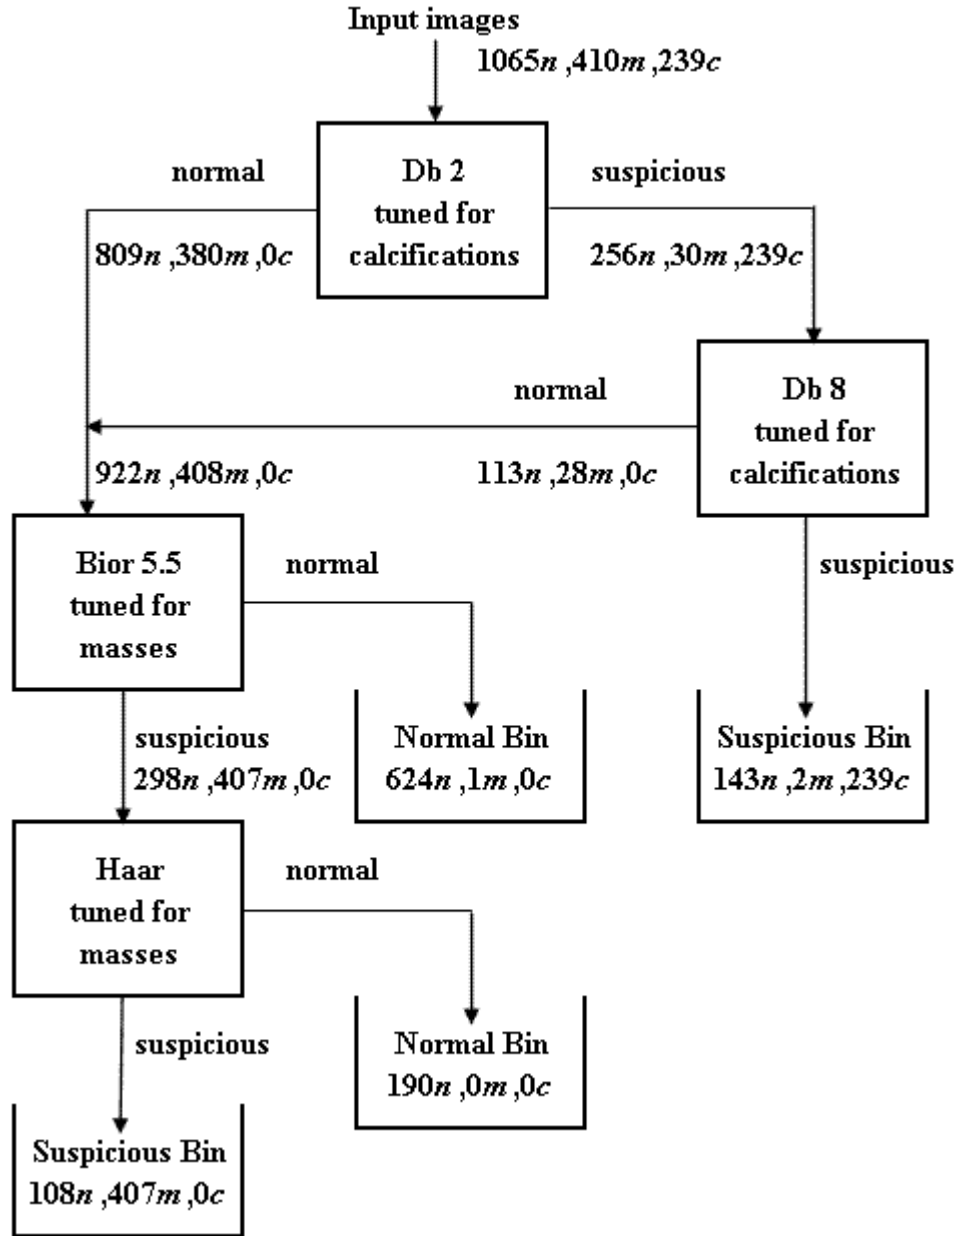 Input images
1065n ,410m ,239c
normal
Db 2
tuned for
calcifications
suspicious
809n ,380m ,0c
256n ,30m ,239c
normal
Db 8
tuned for
calcifications
922n ,408m ,0c
113n ,28m ,0c
Bior 5.5
tuned for
masses
normal
suspicious
suspicious
298n ,407m ,0c
Normal Bin
624n ,1m ,0c
Suspicious Bin
143n ,2m ,239c
Haar
tuned for
masses
normal
suspicious
Normal Bin
190n ,0m ,0c
Suspicious Bin
108n ,407m ,0c